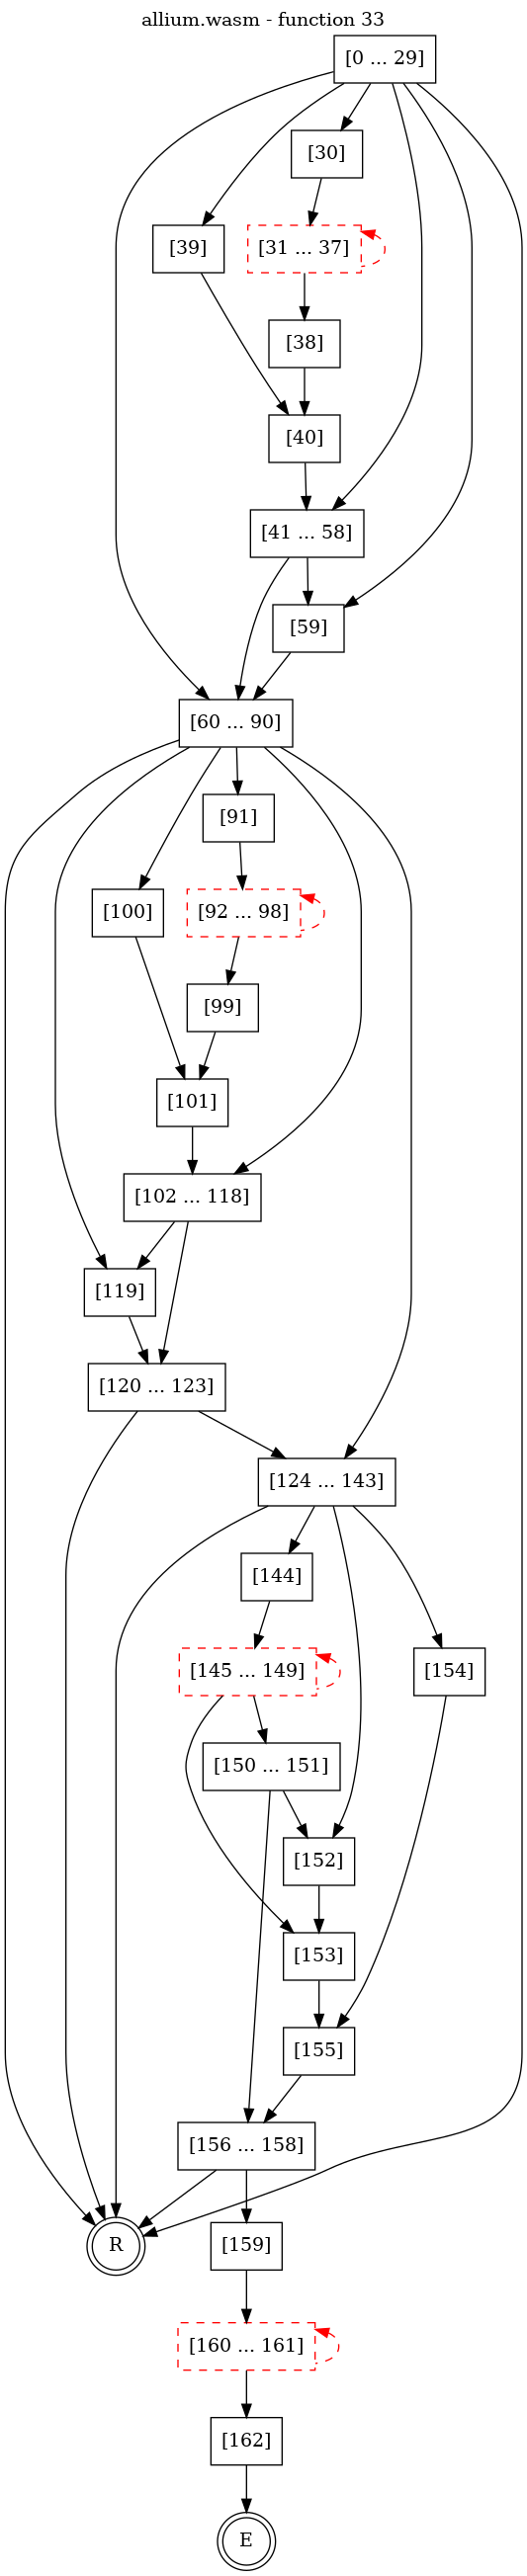 allium.wasm - function 33
[0 ... 29]
[30]
[39]
[31 ... 37]
[38]
[40]
[41 ... 58]
[59]
[60 ... 90]
[91]
[100]
[92 ... 98]
[99]
[101]
[102 ... 118]
[119]
[120 ... 123]
[124 ... 143]
[144]
[145 ... 149]
[154]
[150 ... 151]
[152]
[153]
[155]
[156 ... 158]
R
[159]
[160 ... 161]
[162]
E